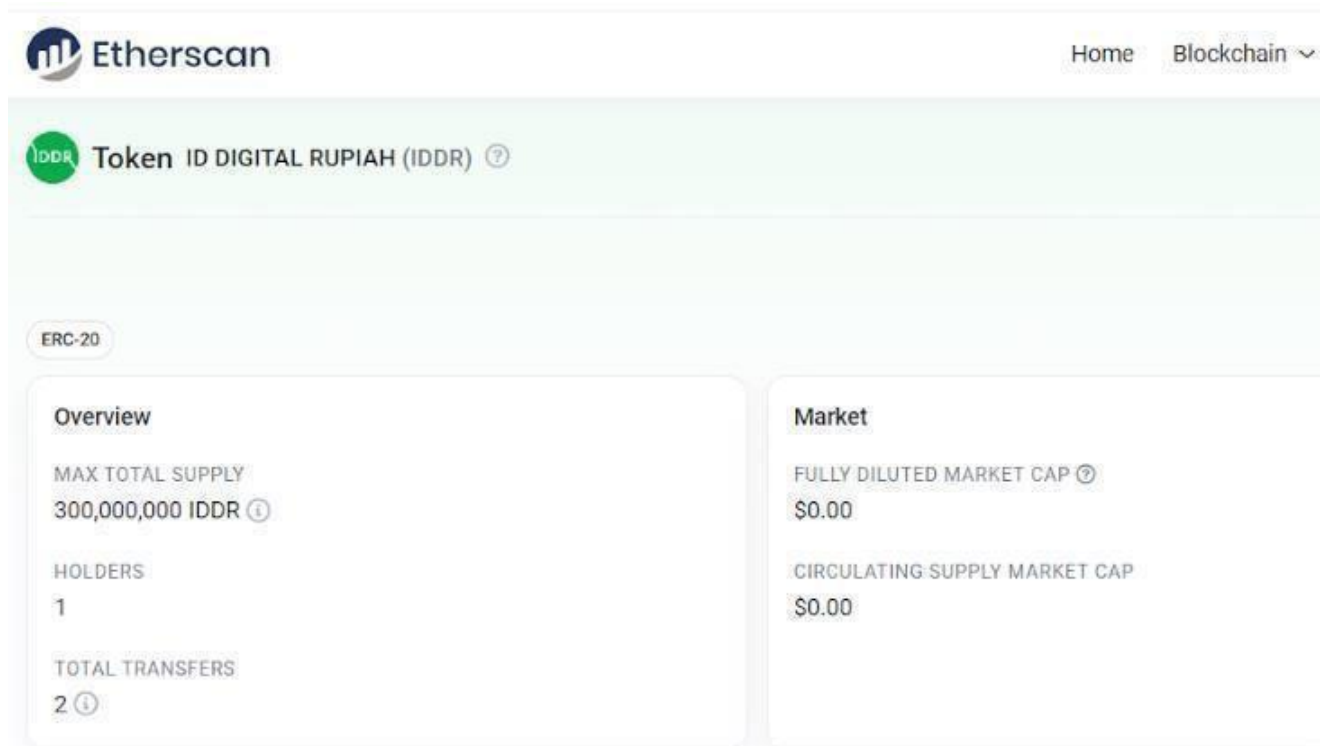 Etherscan
Home Blockchain
IDDR Token ID DIGITAL RUPIAH (IDDR)
ERC-20
Overview
MAX TOTAL SUPPLY
300,000,000 IDDR
HOLDERS
1
TOTAL TRANSFERS
2
Market
FULLY DILUTED MARKET CAP
$0.00
CIRCULATING SUPPLY MARKET CAP
$0.00